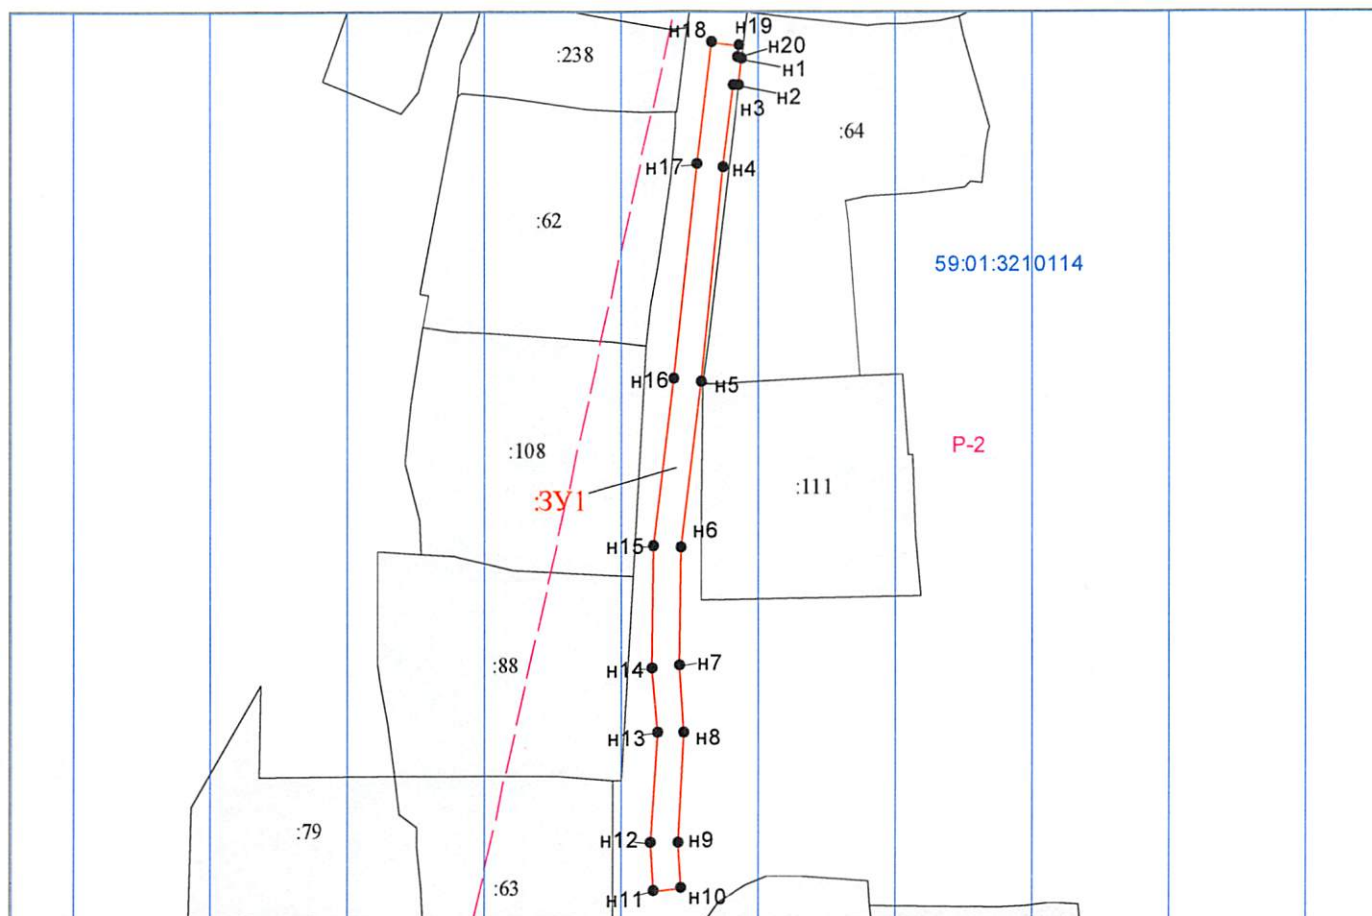 н18
н19
:238
н20
н1
н2
н3
:64
н17
н4
:62
59:01:3210114
н16
н5
Р-2
:108
:111
:ЗУ1
н6
н15
:88
н14
н7
н13
н8
:79
н12
н9
:63
н11
н10